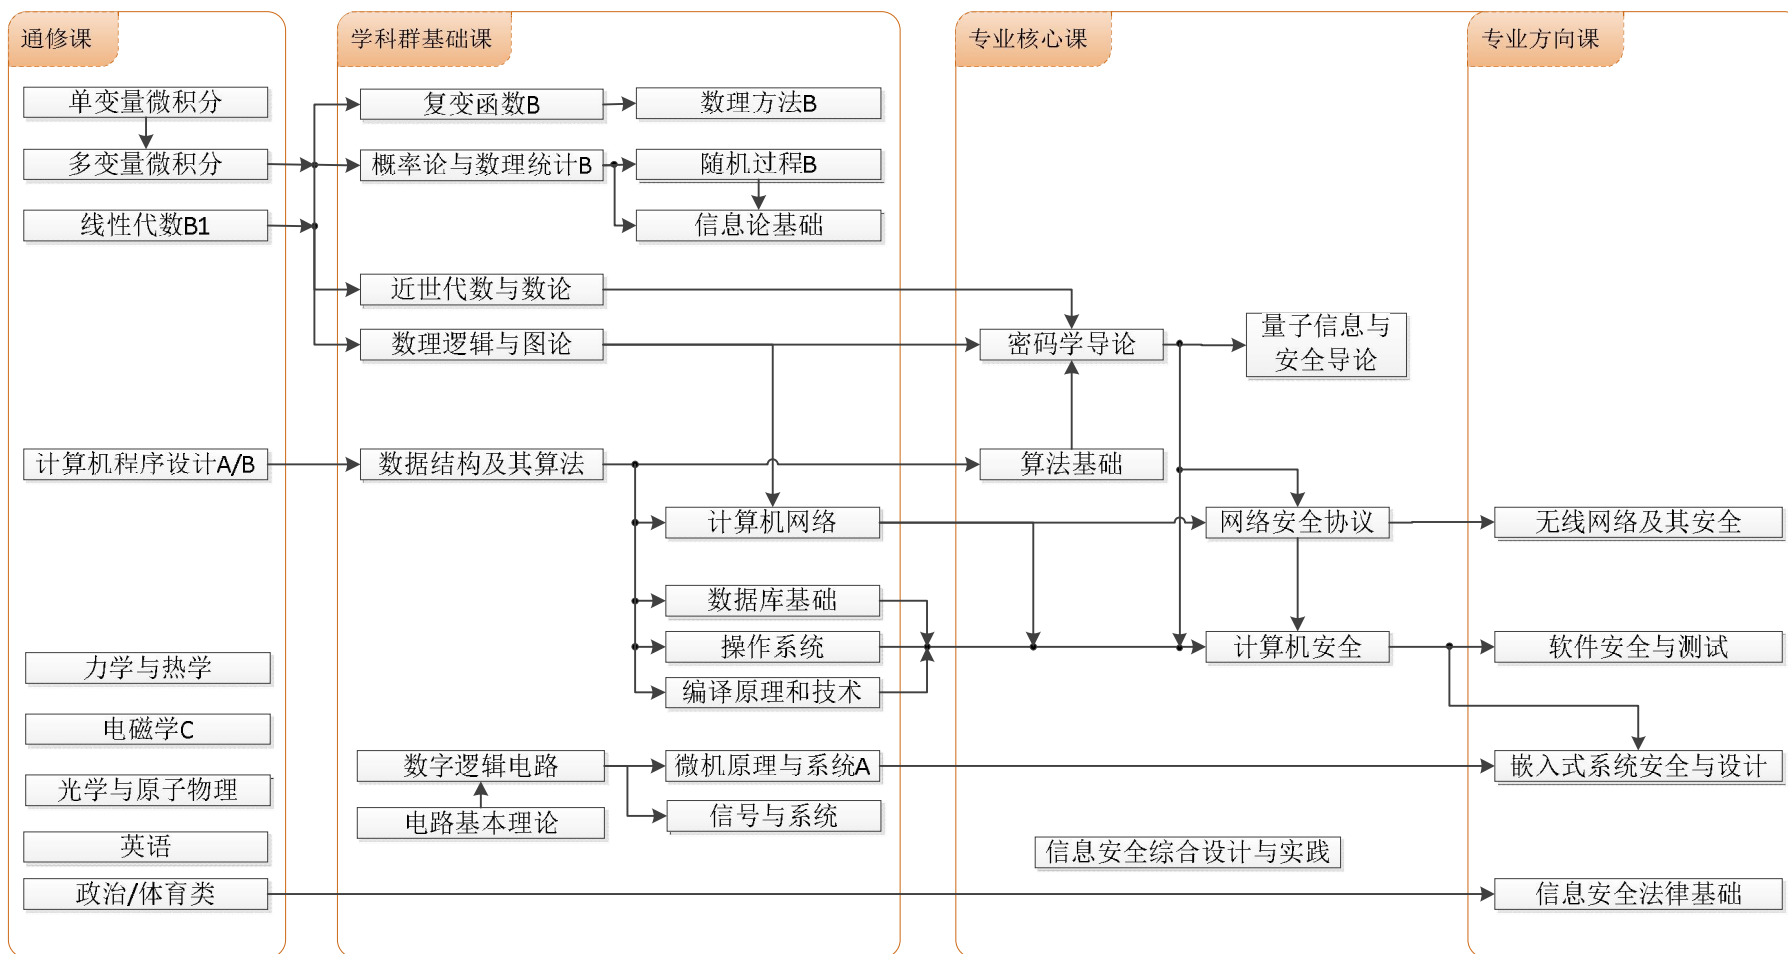 通修课
单变量微积分
多变量微积分
线性代数B1
计算机程序设计A/B
力学与热学
电磁学C
光学与原子物理
英语
政治/体育类
学科群基础课
复变函数B
数理方法B
概率论与数理统计B
随机过程B
信息论基础
近世代数与数论
数理逻辑与图论
数据结构及其算法
计算机网络
数据库基础
操作系统
编译原理和技术
数字逻辑电路
微机原理与系统A
电路基本理论
信号与系统
专业核心课
密码学导论
量子信息与
安全导论
算法基础
网络安全协议
计算机安全
信息安全综合设计与实践
专业方向课
无线网络及其安全
软件安全与测试
嵌入式系统安全与设计
信息安全法律基础